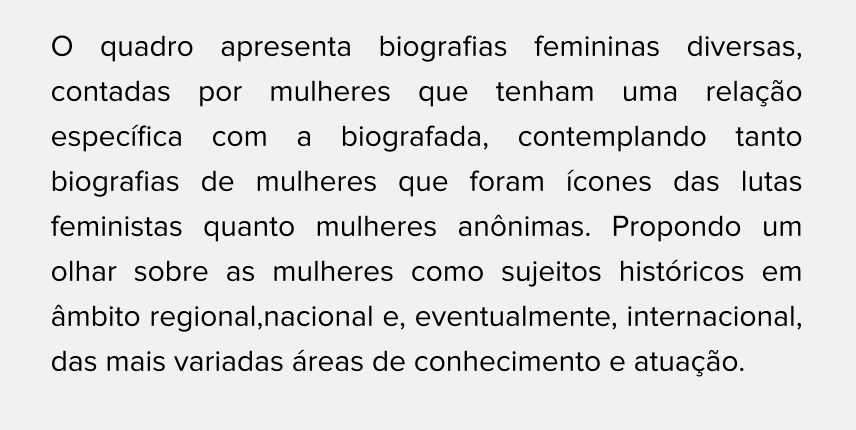 O quadro apresenta biografias femininas diversas,
contadas por mulheres que tenham uma relação
específica com a biografada, contemplando tanto
biografias de mulheres que foram ícones das lutas
feministas quanto mulheres anônimas. Propondo um
olhar sobre as mulheres como sujeitos históricos em
âmbito regional,nacional e, eventualmente, internacional,
das mais variadas áreas de conhecimento e atuação.